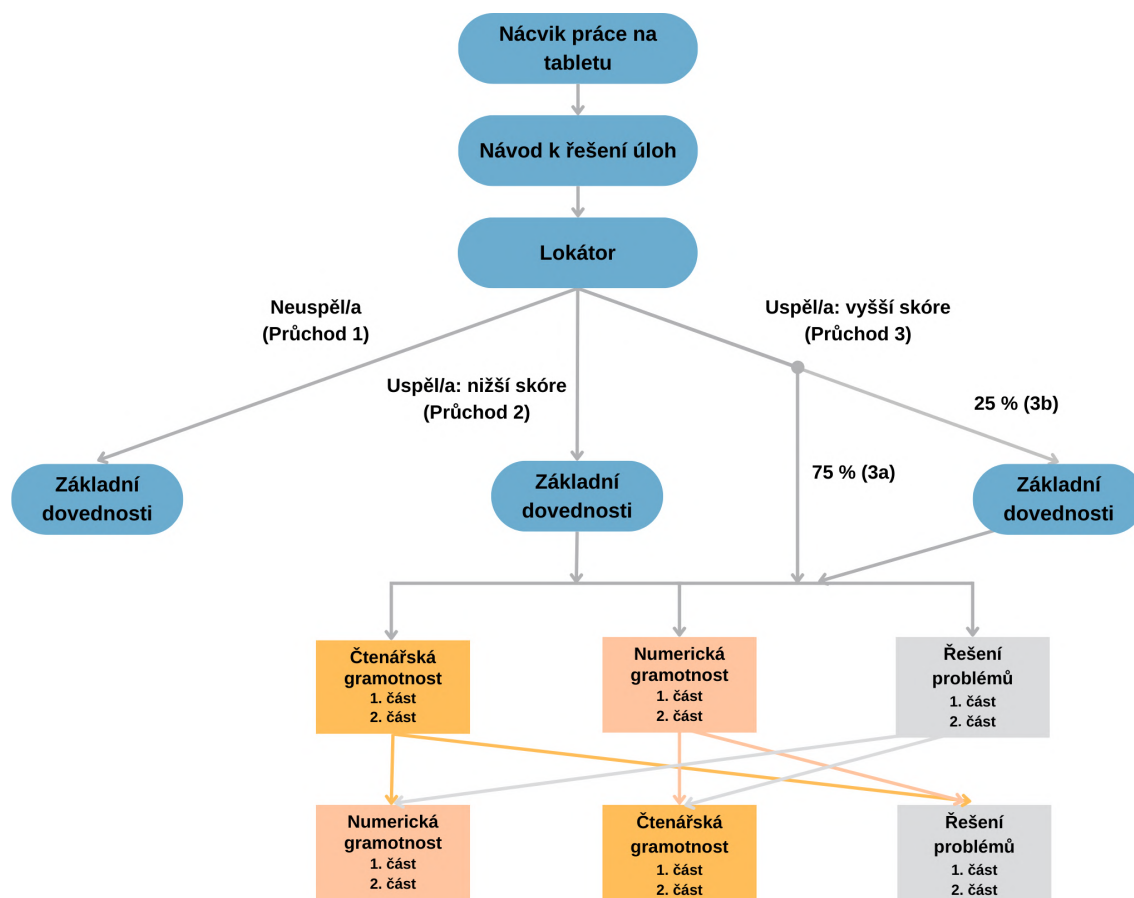 Nácvik práce na
tabletu
Návod k řešení úloh
Lokátor
Neuspěl/a
(Průchod 1)
Uspěl/a: nižší skóre
(Průchod 2)
Uspěl/a: vyšší skóre
(Průchod 3)
25 % (3b)
75 % (3a)
Základní
dovednosti
Základní
dovednosti
Základní
dovednosti
Čtenářská
gramotnost
1. část
2. část
Numerická
gramotnost
1. část
2. část
Řešení
problémů
1. část
2. část
Numerická
gramotnost
1. část
2. část
Čtenářská
gramotnost
1. část
2. část
Řešení
problémů
1. část
2. část